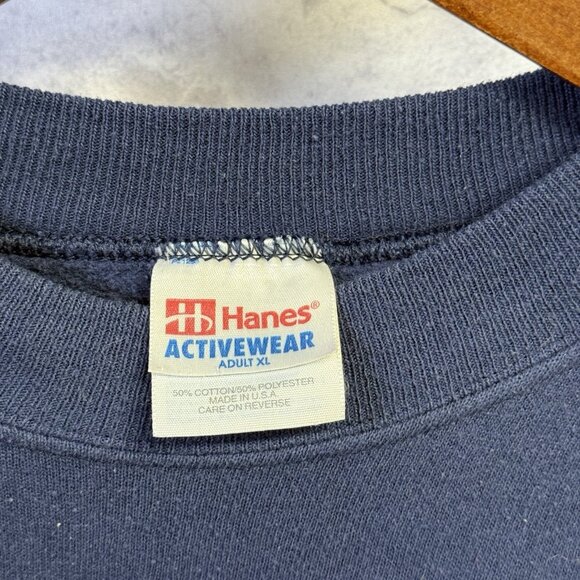 Hanes®
ACTIVEWEAR
ADULT XL
50% COTTON/50% POLYESTER
MADE IN U.S.A.
CARE ON REVERSE